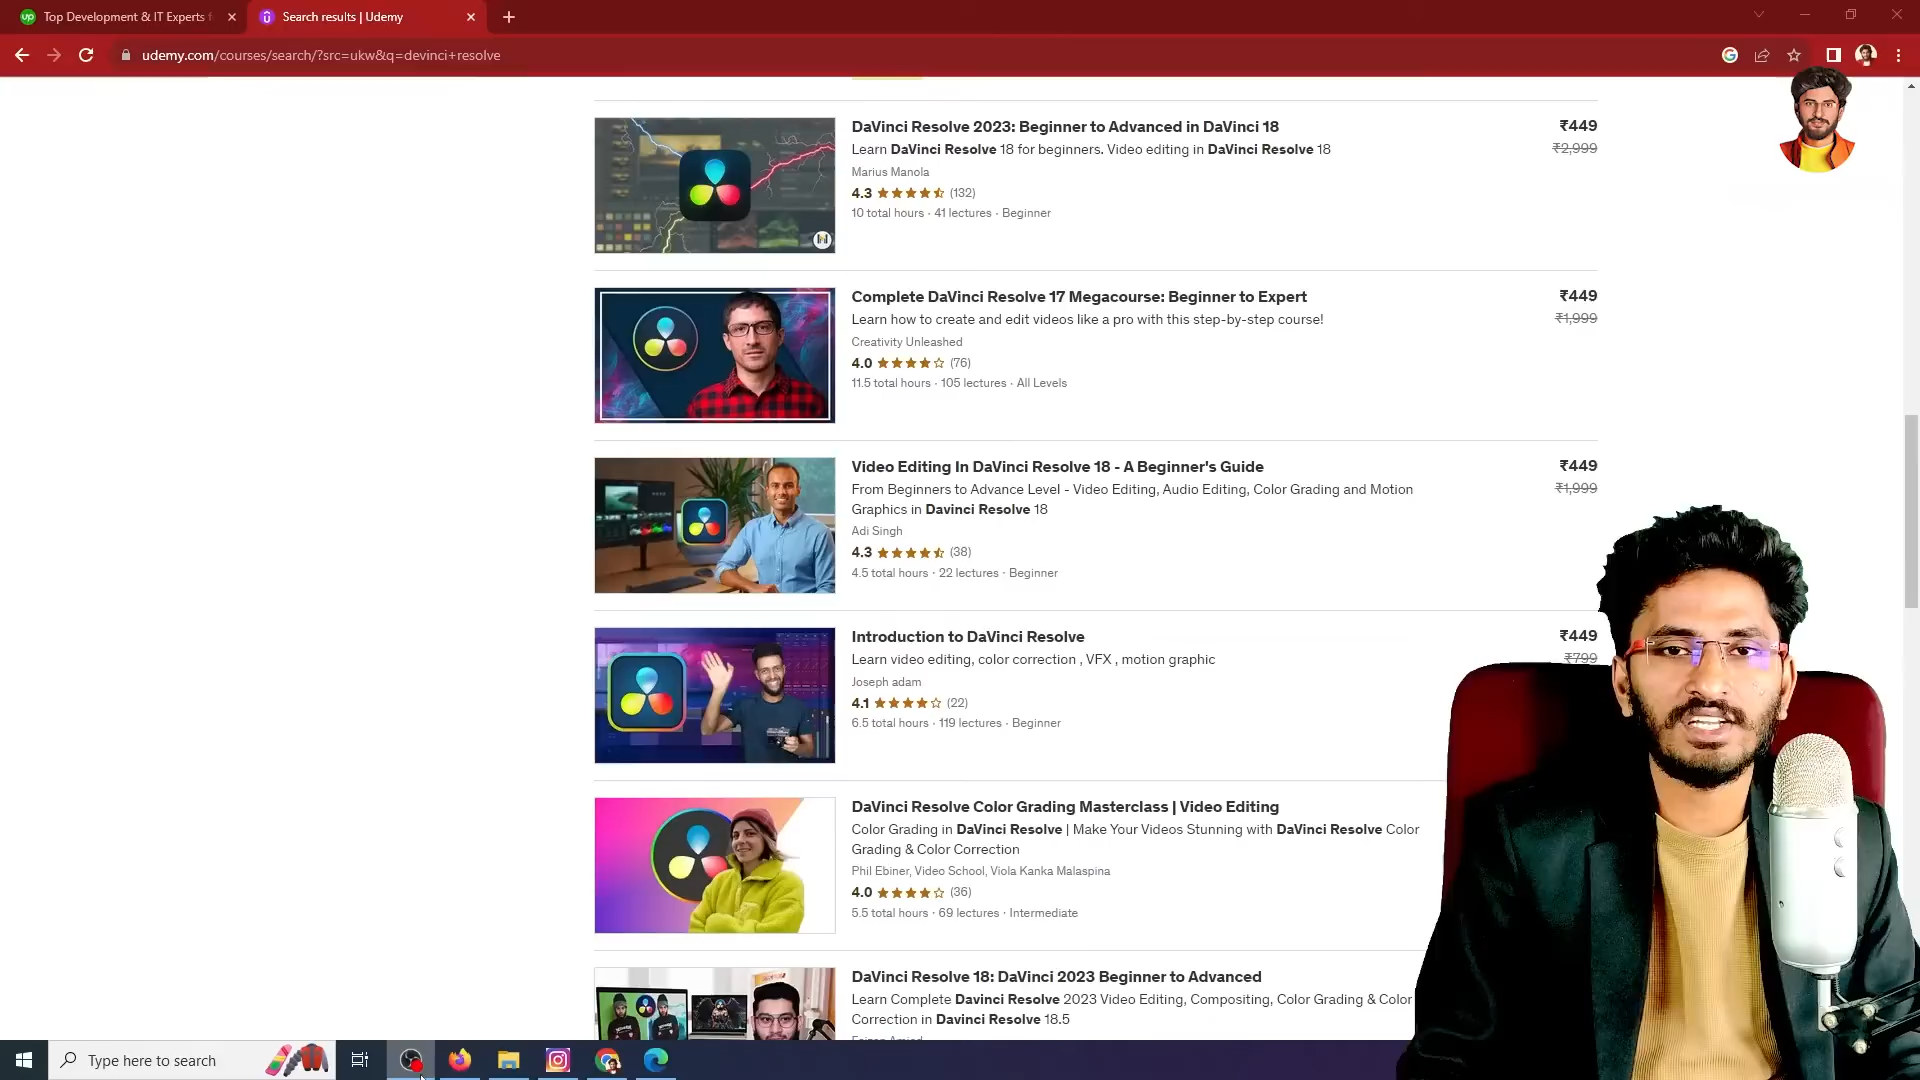 Top Development & IT Experts f
Search results | Udemy
udemy.com/courses/search/?src=ukw&q=devinci+resolve
DaVinci Resolve 2023: Beginner to Advanced in DaVinci 18
₹449
Learn DaVinci Resolve 18 for beginners. Video editing in DaVinci Resolve 18
₹2,999
Marius Manola
4.3 (132)
10 total hours · 41 lectures · Beginner
Complete DaVinci Resolve 17 Megacourse: Beginner to Expert
₹449
Learn how to create and edit videos like a pro with this step-by-step course!
₹1,999
Creativity Unleashed
4.0 (76)
11.5 total hours · 105 lectures · All Levels
Video Editing In DaVinci Resolve 18 - A Beginner's Guide
₹449
From Beginners to Advance Level - Video Editing, Audio Editing, Color Grading and Motion
₹1,999
Graphics in Davinci Resolve 18
Adi Singh
4.3 (38)
4.5 total hours · 22 lectures · Beginner
Introduction to DaVinci Resolve
₹449
Learn video editing, color correction , VFX , motion graphic
₹799
Joseph adam
4.1 (22)
6.5 total hours · 119 lectures · Beginner
DaVinci Resolve Color Grading Masterclass | Video Editing
Color Grading in DaVinci Resolve | Make Your Videos Stunning with DaVinci Resolve Color
Grading & Color Correction
Phil Ebiner, Video School, Viola Kanka Malaspina
4.0 (36)
5.5 total hours · 69 lectures · Intermediate
DaVinci Resolve 18: DaVinci 2023 Beginner to Advanced
Learn Complete Davinci Resolve 2023 Video Editing, Compositing, Color Grading & Color
Correction in Davinci Resolve 18.5
Type here to search